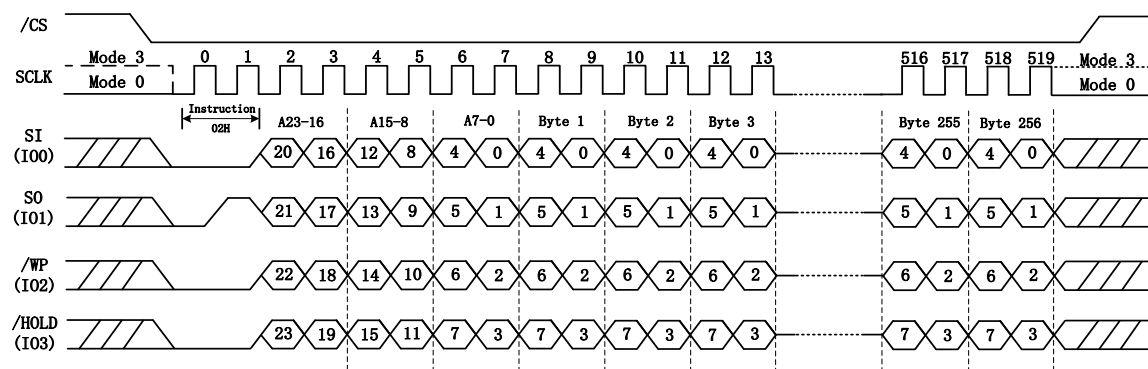 /CS
Mode 3 0 1 2 3 4 5 6 7 8 9 10 11 12 13 516 517 518 519 Mode 3
SCLK
Mode 0 Mode 0
Instruction A23-16 A15-8 A7-0 Byte 1 Byte 2 Byte 3 Byte 255 Byte 256
02H
SI
(IO0) 20 16 12 8 4 0 4 0 4 0 4 0 4 0 4 0
SO
(IO1) 21 17 13 9 5 1 5 1 5 1 5 1 5 1 5 1
/WP
(IO2) 22 18 14 10 6 2 6 2 6 2 6 2 6 2 6 2
/HOLD
(IO3) 23 19 15 11 7 3 7 3 7 3 7 3 7 3 7 3